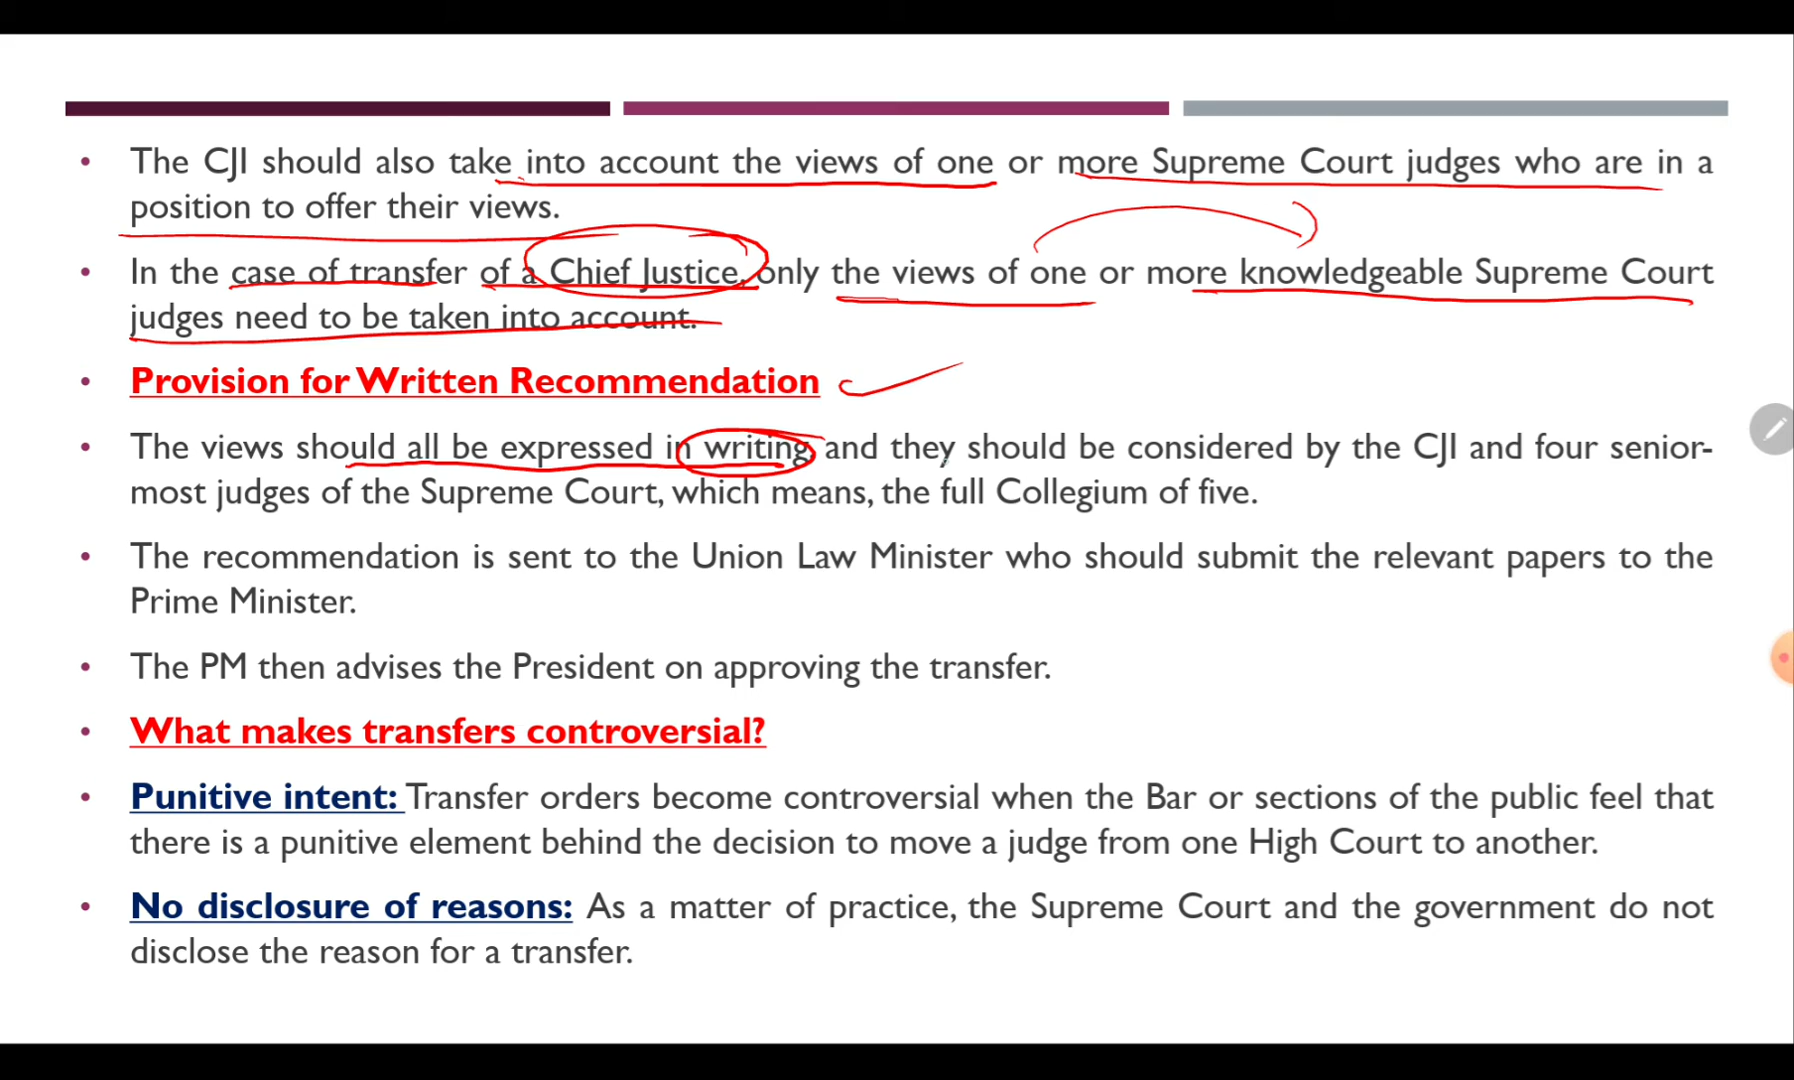 • The CJI should also take into account the views of one or more Supreme Court judges who are in a
position to offer their views.
• In the case of transfer of a Chief Justice, only the views of one or more knowledgeable Supreme Court
judges need to be taken into account.
• Provision for Written Recommendation
• The views should all be expressed in writing and they should be considered by the CJI and four senior-
most judges of the Supreme Court, which means, the full Collegium of five.
• The recommendation is sent to the Union Law Minister who should submit the relevant papers to the
Prime Minister.
• The PM then advises the President on approving the transfer.
• What makes transfers controversial?
• Punitive intent: Transfer orders become controversial when the Bar or sections of the public feel that
there is a punitive element behind the decision to move a judge from one High Court to another.
• No disclosure of reasons: As a matter of practice, the Supreme Court and the government do not
disclose the reason for a transfer.